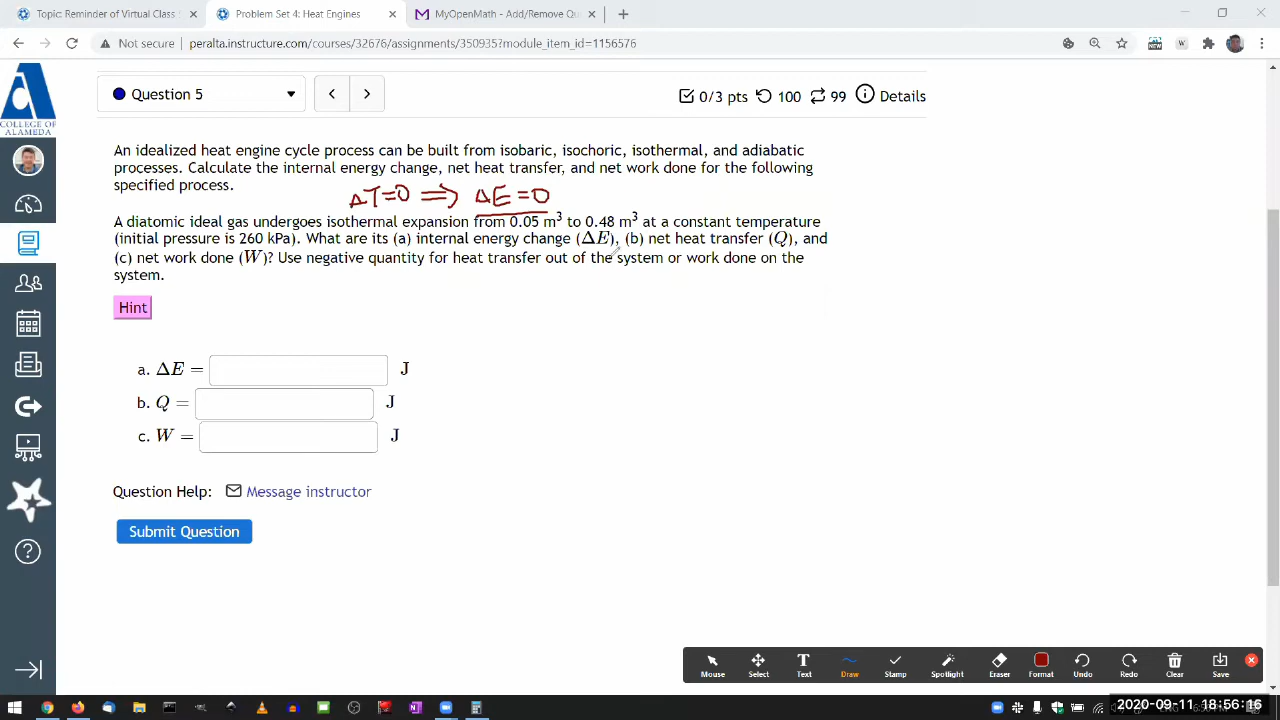 Topic: Reminder of Virtual Class
Problem Set 4: Heat Engines
MyOpenMath - Add/Remove Qu
Not secure
peralta.instructure.com/courses/32676/assignments/350935?module_item_id=1156576
NEW
W
COLLEGE OF
ALAMEDA
Question 5
0/3 pts
100
99
Details
An idealized heat engine cycle process can be built from isobaric, isochoric, isothermal, and adiabatic
processes. Calculate the internal energy change, net heat transfer, and net work done for the following
specified process.
ΔT=0 ⟹ ΔE=0
A diatomic ideal gas undergoes isothermal expansion from 0.05 m³ to 0.48 m³ at a constant temperature
(initial pressure is 260 kPa). What are its (a) internal energy change (ΔE), (b) net heat transfer (Q), and
(c) net work done (W)? Use negative quantity for heat transfer out of the system or work done on the
system.
Hint
a. ΔE = J
b. Q = J
c. W = J
Question Help: Message instructor
Submit Question
Mouse
Select
Text
Draw
Stamp
Spotlight
Eraser
Format
Undo
Redo
Clear
Save
2020-09-11 18:56:16